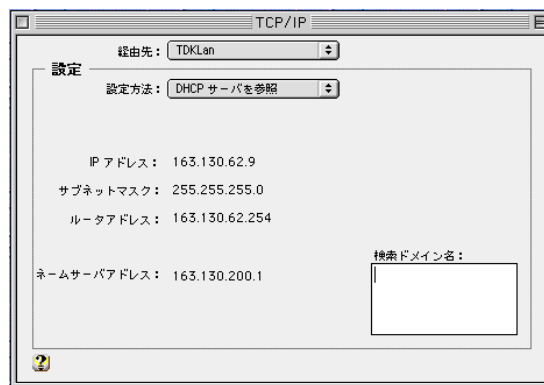 TCP/IP
経由先： TDKLan
設定
設定方法： DHCP サーバを参照
IP アドレス： 163.130.62.9
サブネットマスク： 255.255.255.0
ルータアドレス： 163.130.62.254
検索ドメイン名：
ネームサーバアドレス： 163.130.200.1
?